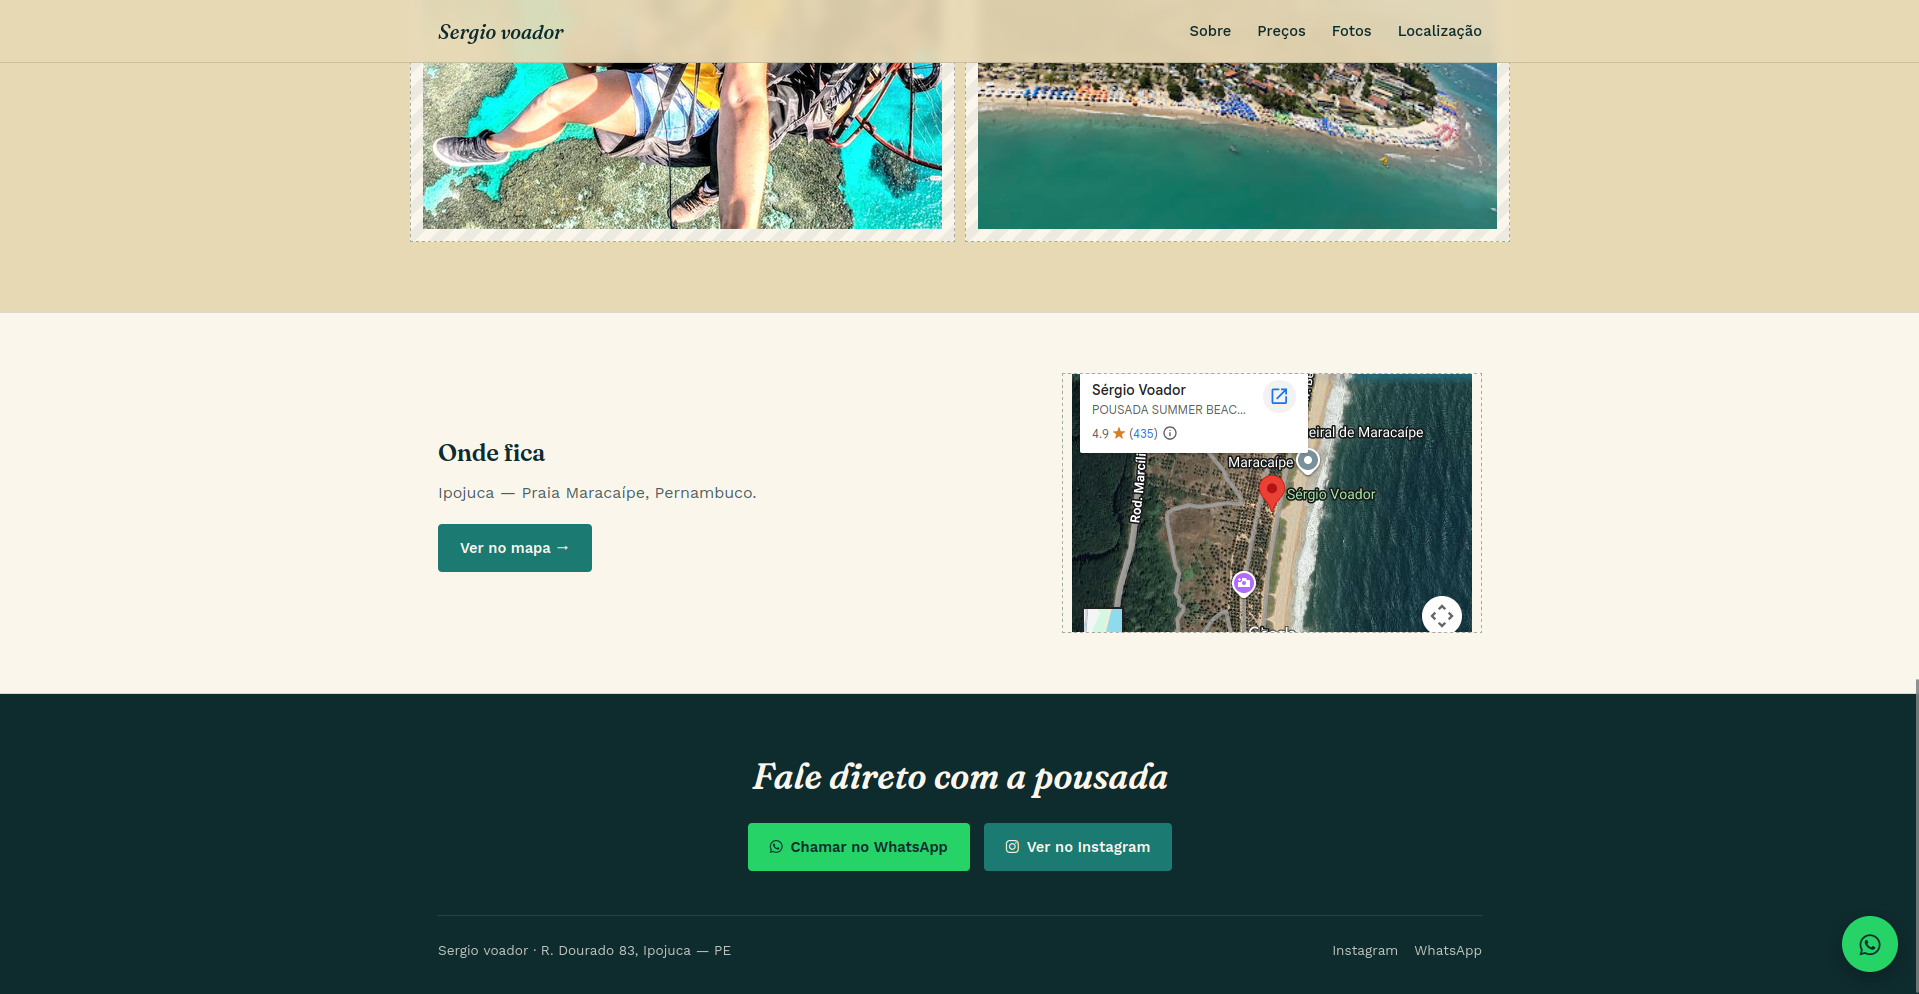 Sergio voador
Sobre Preços Fotos Localização
Onde fica
Ipojuca — Praia Maracaípe, Pernambuco.
Ver no mapa →
Sérgio Voador
POUSADA SUMMER BEAC...
4.9 ★ (435)
eiral de Maracaípe
Maracaípe
Sérgio Voador
Rod. Marcíli
Fale direto com a pousada
Chamar no WhatsApp
Ver no Instagram
Sergio voador · R. Dourado 83, Ipojuca — PE
Instagram WhatsApp